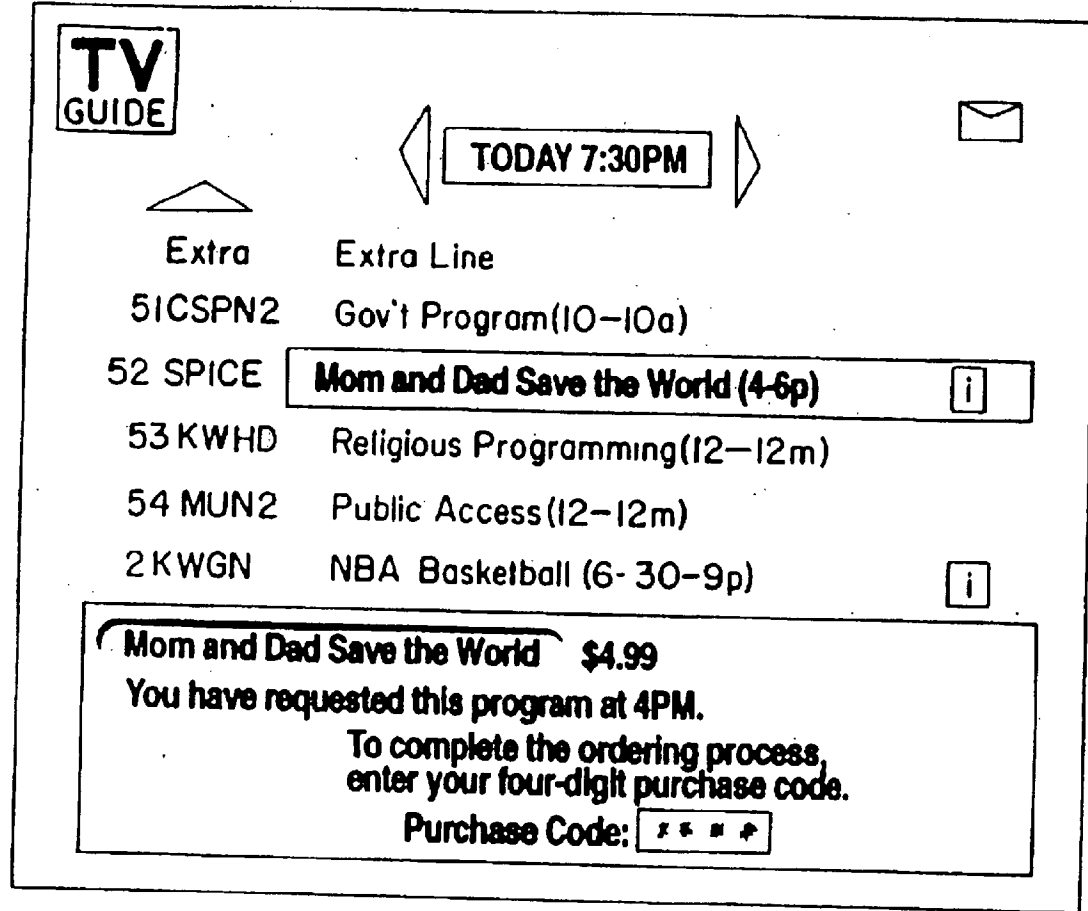 TV
GUIDE
TODAY 7:30PM
Extra Extra Line
51CSPN2 Gov't Program(10-10a)
52 SPICE Mom and Dad Save the World (4-6p) i
53 KWHD Religious Programming(12-12m)
54 MUN2 Public Access(12-12m)
2 KWGN NBA Basketball (6-30-9p) i
Mom and Dad Save the World $4.99
You have requested this program at 4PM.
To complete the ordering process,
enter your four-digit purchase code.
Purchase Code: ****